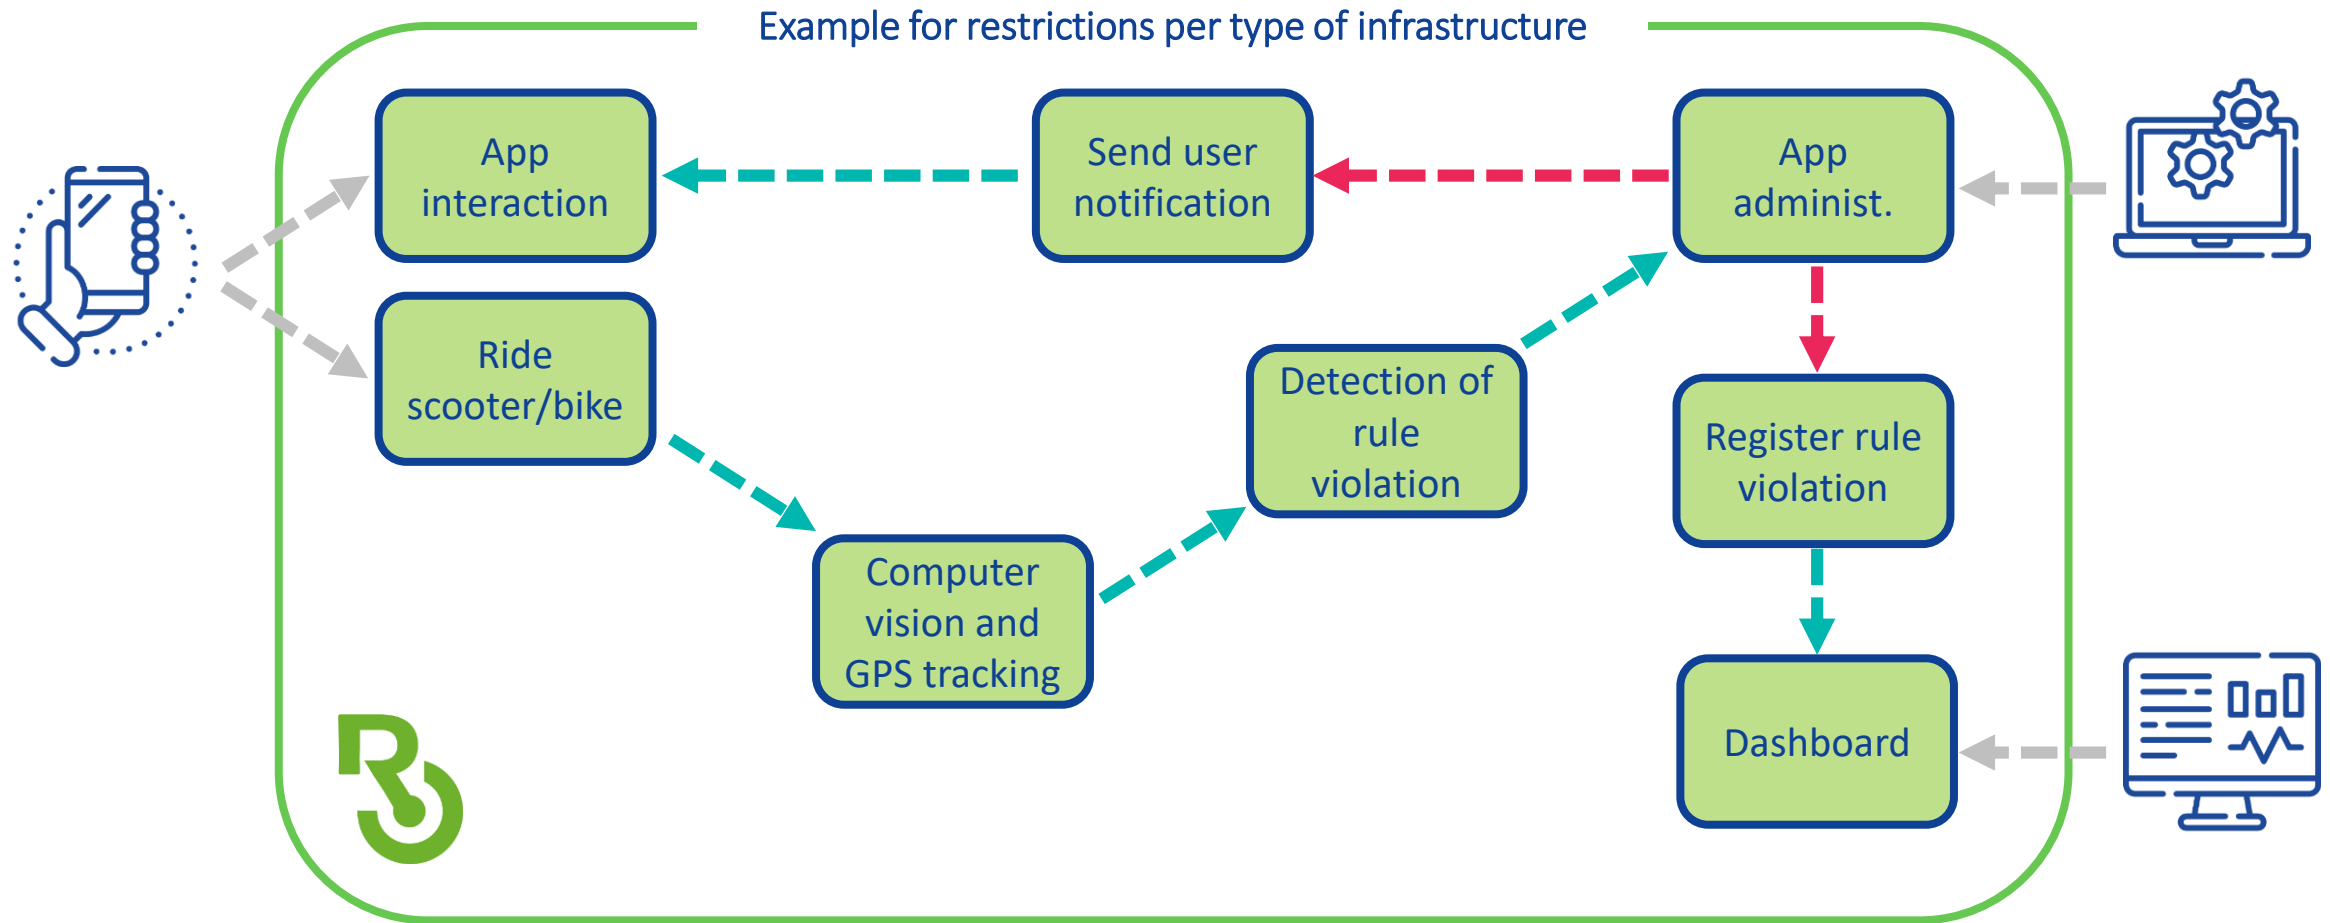 Example for restrictions per type of infrastructure
App
interaction
Send user
notification
App
administ.
Ride
scooter/bike
Detection of
rule
violation
Register rule
violation
Computer
vision and
GPS tracking
Dashboard
R